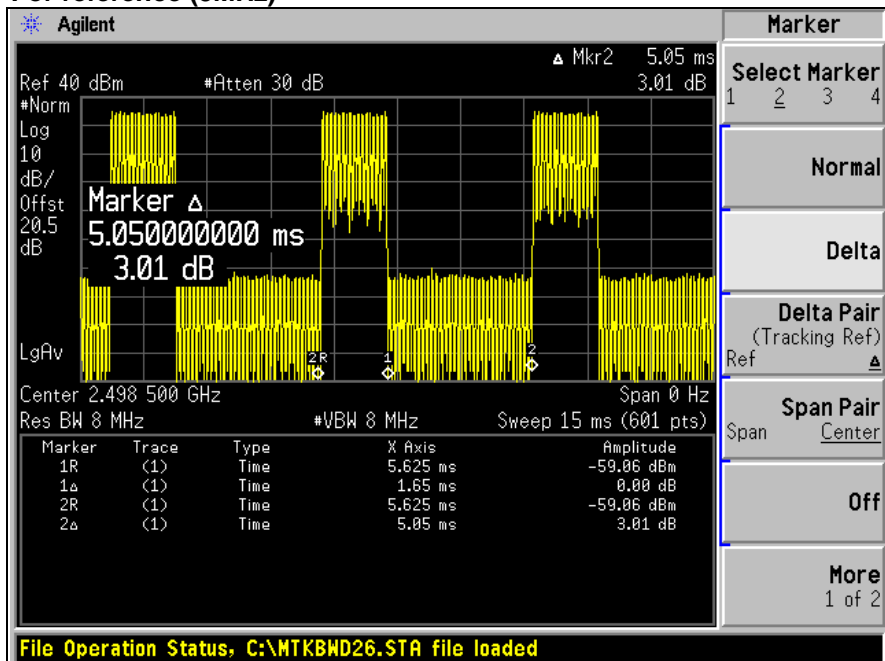 Agilent
Marker
Δ Mkr2 5.05 ms
Ref 40 dBm #Atten 30 dB 3.01 dB
#Norm
Log
10
dB/
Offst
20.5
dB
LgAv
Marker Δ
5.050000000 ms
3.01 dB
2R
1
2
Center 2.498 500 GHz Span 0 Hz
Res BW 8 MHz #VBW 8 MHz Sweep 15 ms (601 pts)
Marker Trace Type X Axis Amplitude
1R (1) Time 5.625 ms -59.06 dBm
1Δ (1) Time 1.65 ms 0.00 dB
2R (1) Time 5.625 ms -59.06 dBm
2Δ (1) Time 5.05 ms 3.01 dB
Select Marker
1 2 3 4
Normal
Delta
Delta Pair
(Tracking Ref)
Ref Δ
Span Pair
Span Center
Off
More
1 of 2
File Operation Status, C:\MTKBWD26.STA file loaded